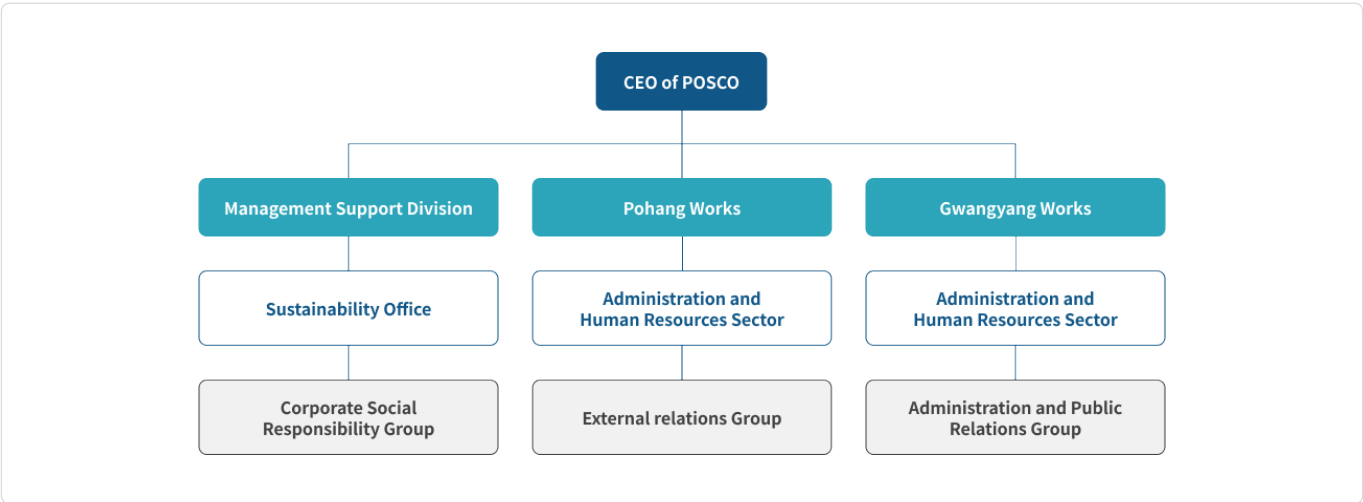 CEO of POSCO
Management Support Division
Pohang Works
Gwangyang Works
Sustainability Office
Administration and
Human Resources Sector
Administration and
Human Resources Sector
Corporate Social
Responsibility Group
External relations Group
Administration and Public
Relations Group